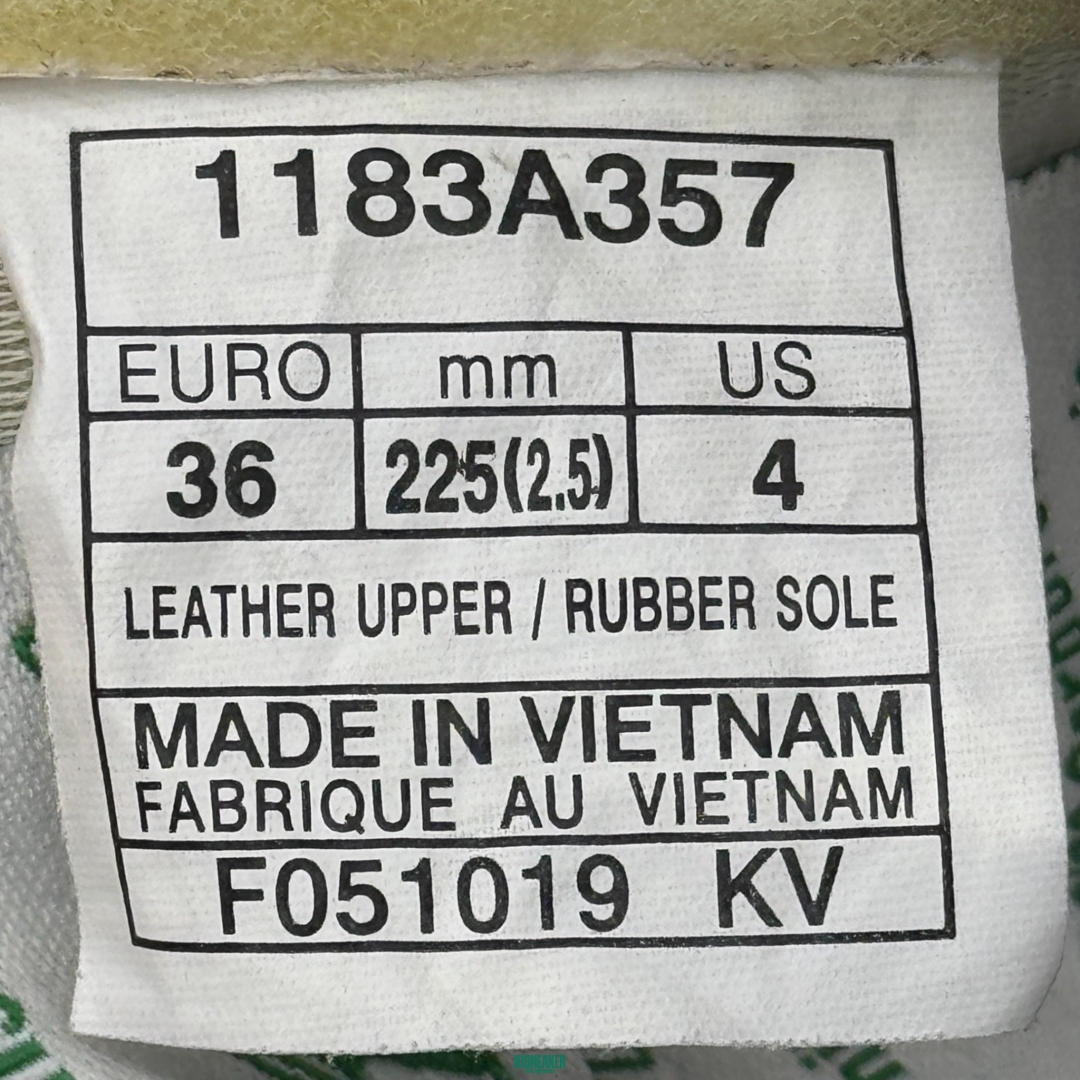 1183A357
EURO mm US
36 225(2.5) 4
LEATHER UPPER / RUBBER SOLE
MADE IN VIETNAM
FABRIQUE AU VIETNAM
F051019 KV